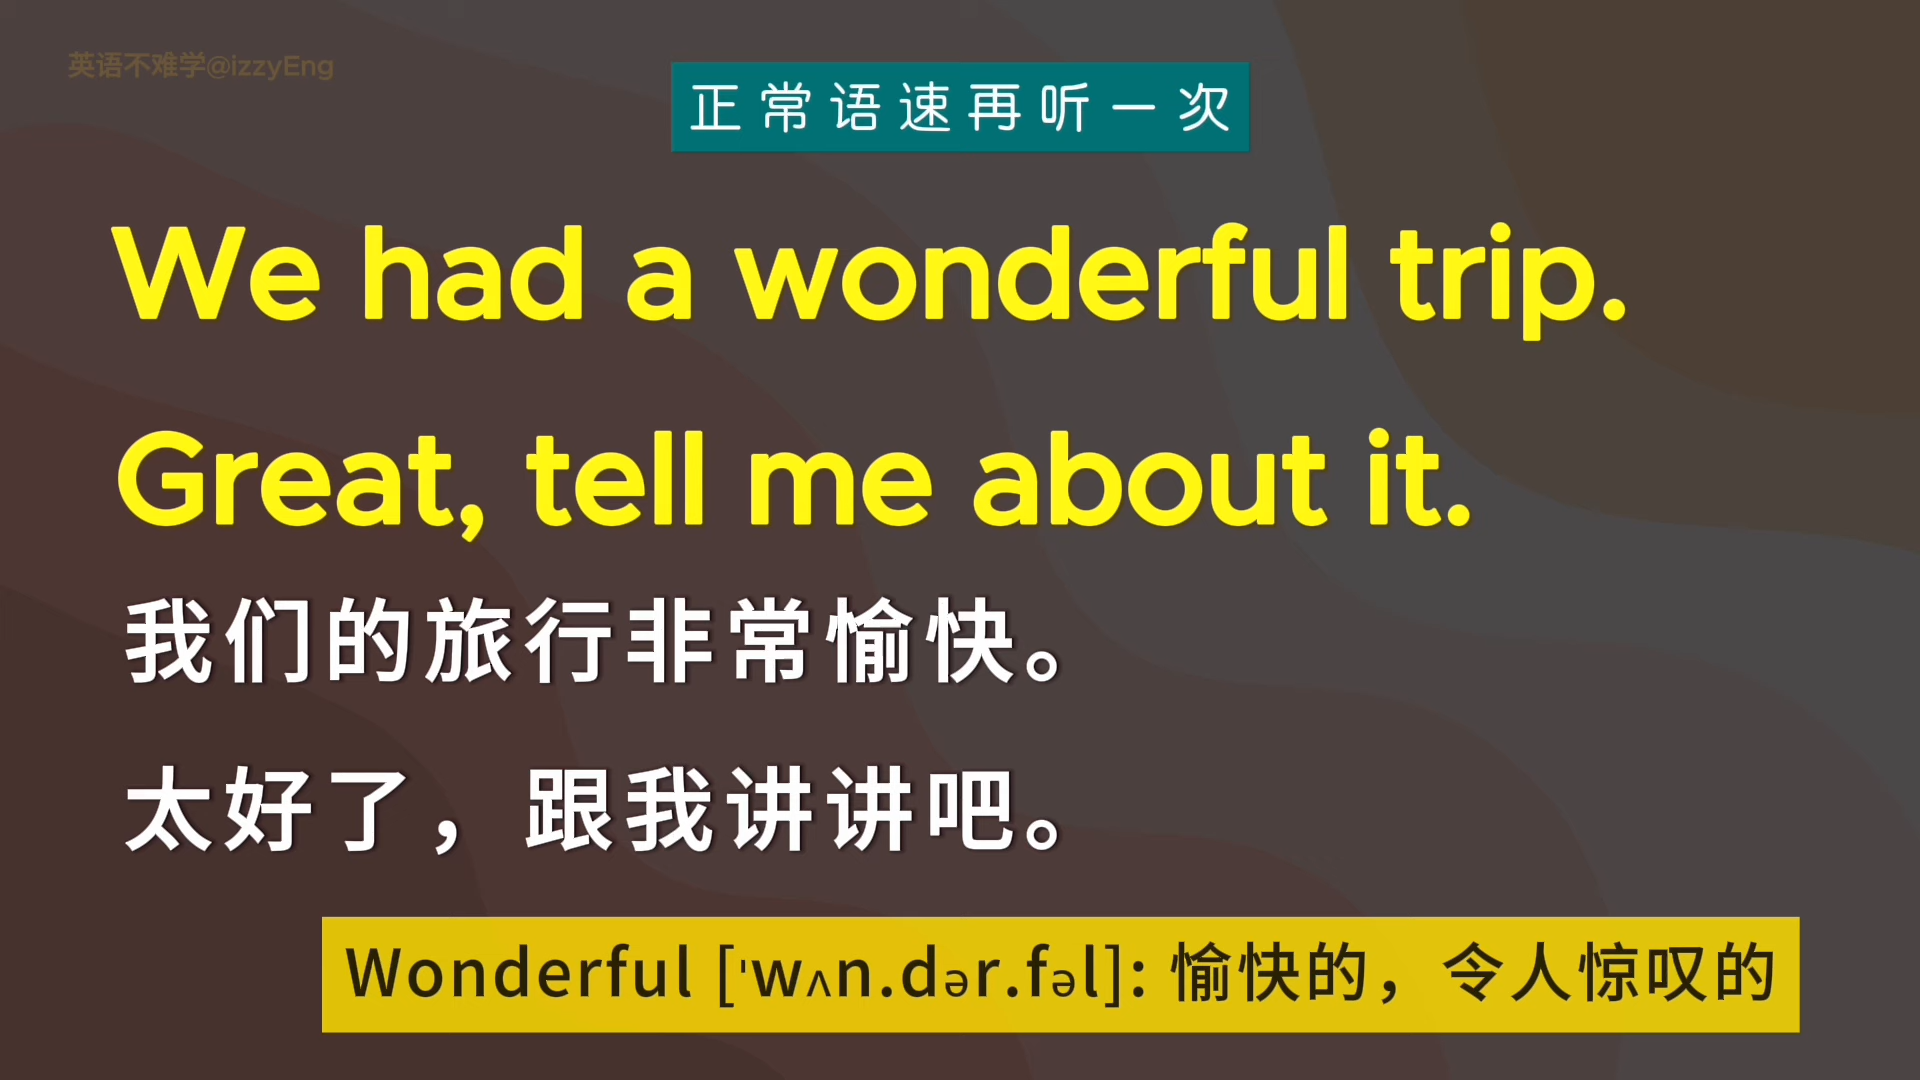 英语不难学@izzyEng
正常语速再听一次
We had a wonderful trip.
Great, tell me about it.
我们的旅行非常愉快。
太好了，跟我讲讲吧。
Wonderful [ˈwʌn.dər.fəl]: 愉快的，令人惊叹的